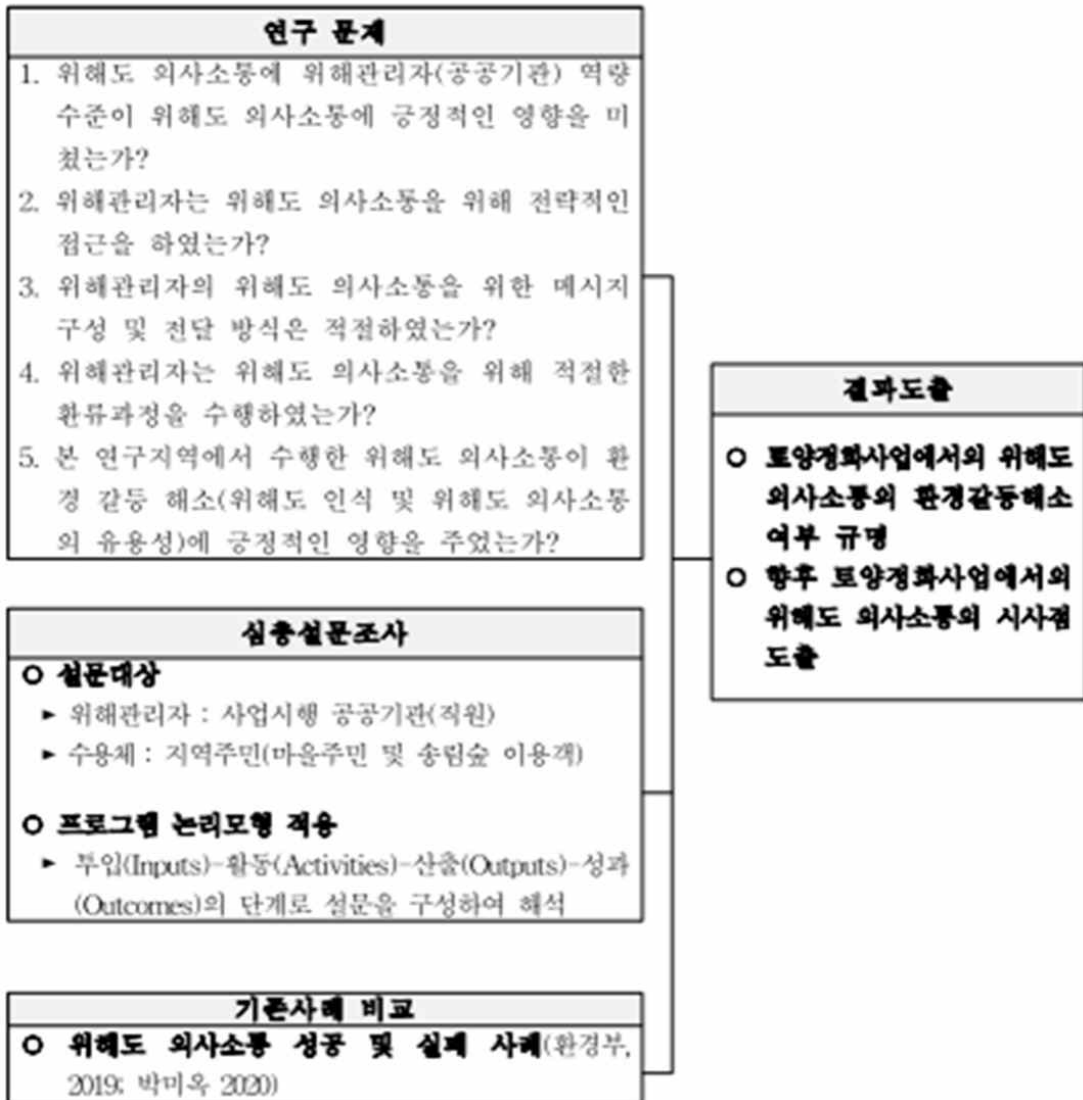 연구 문제
1. 위해도 의사소통에 위해관리자(공공기관) 역량
수준이 위해도 의사소통에 긍정적인 영향을 미
쳤는가?
2. 위해관리자는 위해도 의사소통을 위해 전략적인
접근을 하였는가?
3. 위해관리자의 위해도 의사소통을 위한 메시지
구성 및 전달 방식은 적절하였는가?
4. 위해관리자는 위해도 의사소통을 위해 적절한
환류과정을 수행하였는가?
5. 본 연구지역에서 수행한 위해도 의사소통이 환
경 갈등 해소(위해도 인식 및 위해도 의사소통
의 유용성)에 긍정적인 영향을 주었는가?
심층설문조사
○ 설문대상
► 위해관리자 : 사업시행 공공기관(직원)
► 수용체 : 지역주민(마을주민 및 송림숲 이용객)
○ 프로그램 논리모형 적용
► 투입(Inputs)-활동(Activities)-산출(Outputs)-성과
(Outcomes)의 단계로 설문을 구성하여 해석
기존사례 비교
○ 위해도 의사소통 성공 및 실패 사례(환경부,
2019; 박미옥 2020)
결과도출
○ 토양정화사업에서의 위해도
의사소통의 환경갈등해소
여부 규명
○ 향후 토양정화사업에서의
위해도 의사소통의 시사점
도출